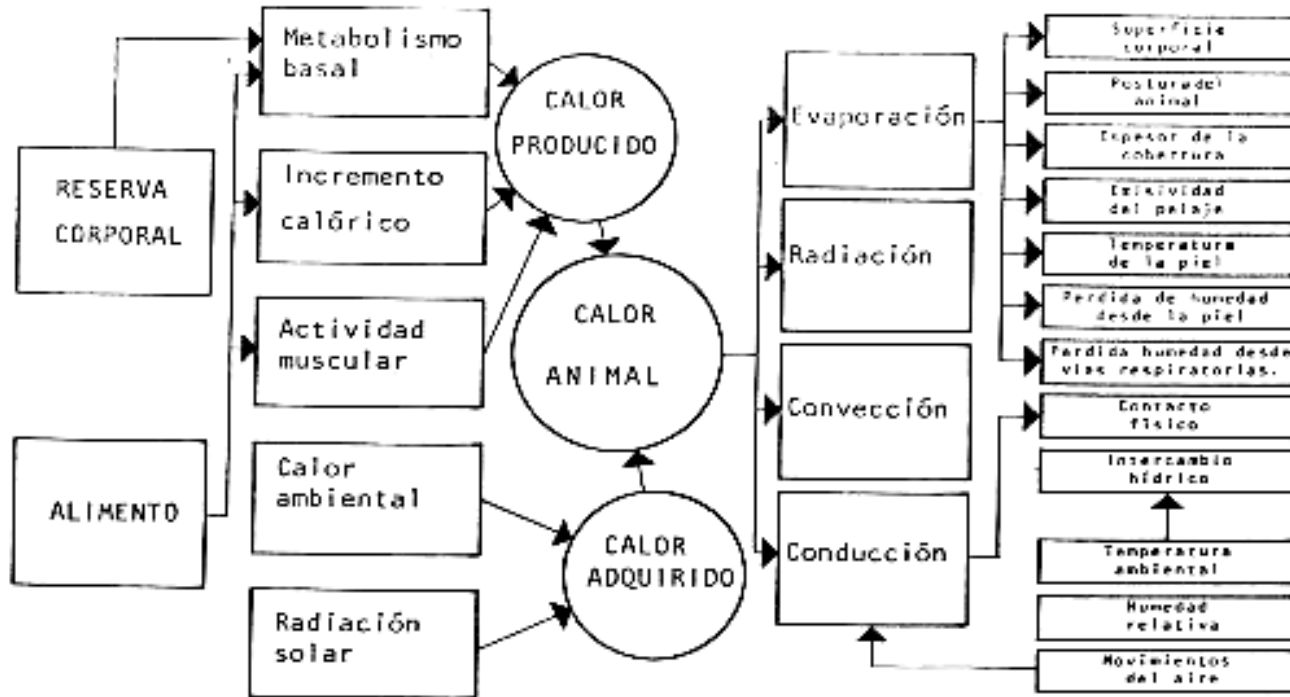 RESERVA
CORPORAL
ALIMENTO
Metabolismo
basal
Incremento
calórico
Actividad
muscular
Calor
ambiental
Radiación
solar
CALOR
PRODUCIDO
CALOR
ANIMAL
CALOR
ADQUIRIDO
Evaporación
Radiación
Convección
Conducción
Superficie
corporal
Postura del
animal
Espesor de la
cobertura
Emisividad
del pelaje
Temperatura
de la piel
Perdida de humedad
desde la piel
Perdida humedad desde
vias respiratorias.
Contacto
físico
Intercambio
hídrico
Temperatura
ambiental
Humedad
relativa
Movimientos
del aire